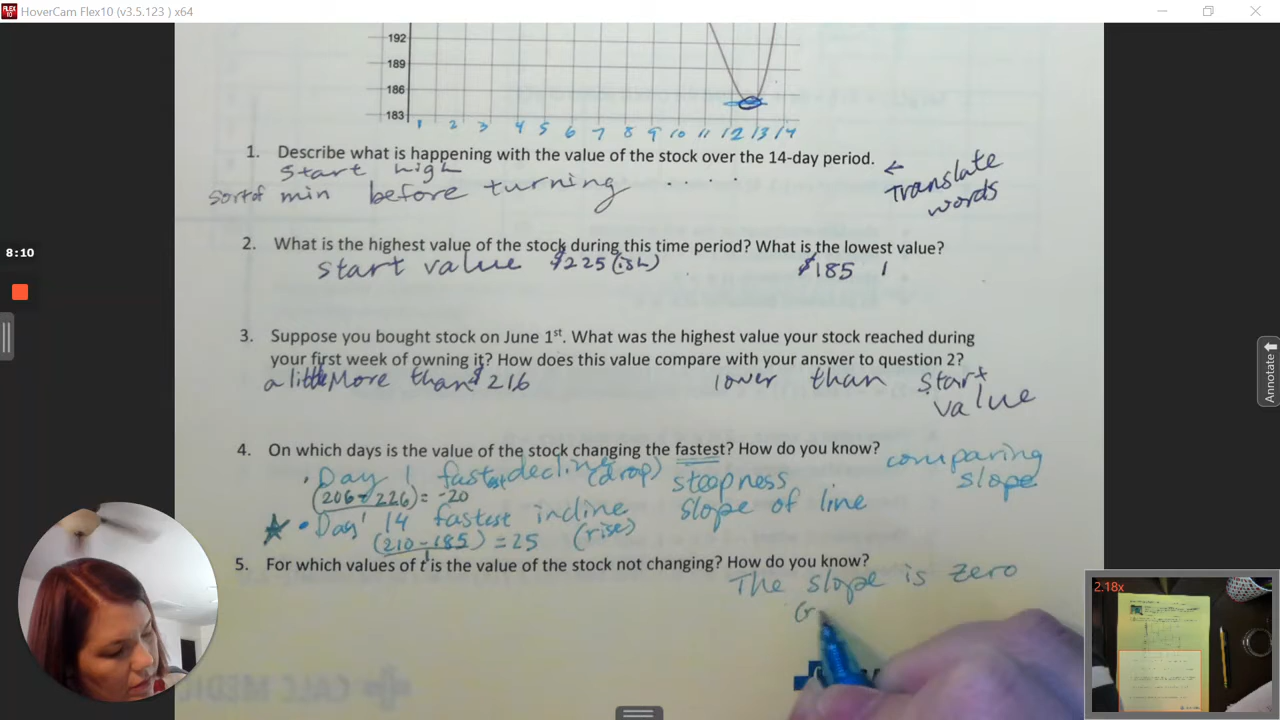 HoverCam Flex10 (v3.5.123) x64
192
189
186
183
1 2 3 4 5 6 7 8 9 10 11 12 13 14
1. Describe what is happening with the value of the stock over the 14-day period.
start high
sort of min before turning .....
← translate
words
8:10
2. What is the highest value of the stock during this time period? What is the lowest value?
start value $225 (ish)
$185
3. Suppose you bought stock on June 1st. What was the highest value your stock reached during
your first week of owning it? How does this value compare with your answer to question 2?
a little More than $216
lower than start
value
Annotate
4. On which days is the value of the stock changing the fastest? How do you know?
• Day 1 fastest decline (drop) steepness
comparing
slope
(206 - 226) = -20
• Day 14 fastest incline
(rise)
slope of line
(210 - 185) = 25
1
5. For which values of t is the value of the stock not changing? How do you know?
The slope is zero
2.18x
CALC MEDIC